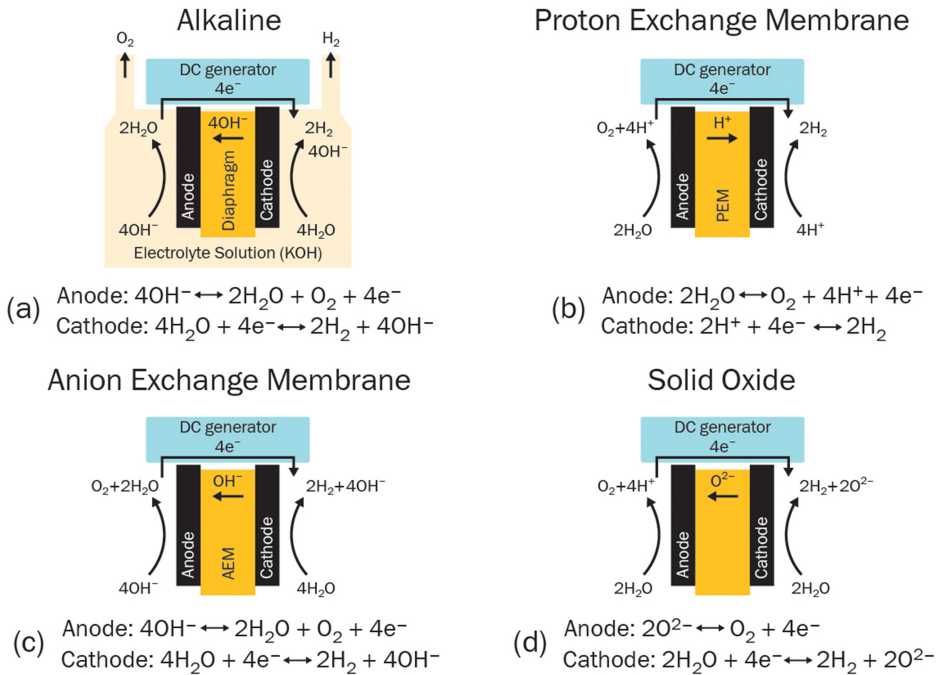 Alkaline
O₂
H₂
DC generator
4e⁻
2H₂O
4OH⁻
2H₂
4OH⁻
Anode
Diaphragm
Cathode
4OH⁻
4H₂O
Electrolyte Solution (KOH)
(a)
Anode: 4OH⁻↔2H₂O + O₂ + 4e⁻
Cathode: 4H₂O + 4e⁻↔2H₂ + 4OH⁻
Proton Exchange Membrane
DC generator
4e⁻
O₂+4H⁺
H⁺
2H₂
Anode
PEM
Cathode
2H₂O
4H⁺
(b)
Anode: 2H₂O↔O₂ + 4H⁺+ 4e⁻
Cathode: 2H⁺ + 4e⁻ ↔2H₂
Anion Exchange Membrane
DC generator
4e⁻
O₂+2H₂O
OH⁻
2H₂+4OH⁻
Anode
AEM
Cathode
4OH⁻
4H₂O
(c)
Anode: 4OH⁻↔2H₂O + O₂ + 4e⁻
Cathode: 4H₂O + 4e⁻↔2H₂ + 4OH⁻
Solid Oxide
DC generator
4e⁻
O₂+4H⁺
O²⁻
2H₂+2O²⁻
Anode
Cathode
2H₂O
2H₂O
(d)
Anode: 2O²⁻↔O₂ + 4e⁻
Cathode: 2H₂O + 4e⁻↔2H₂ + 2O²⁻